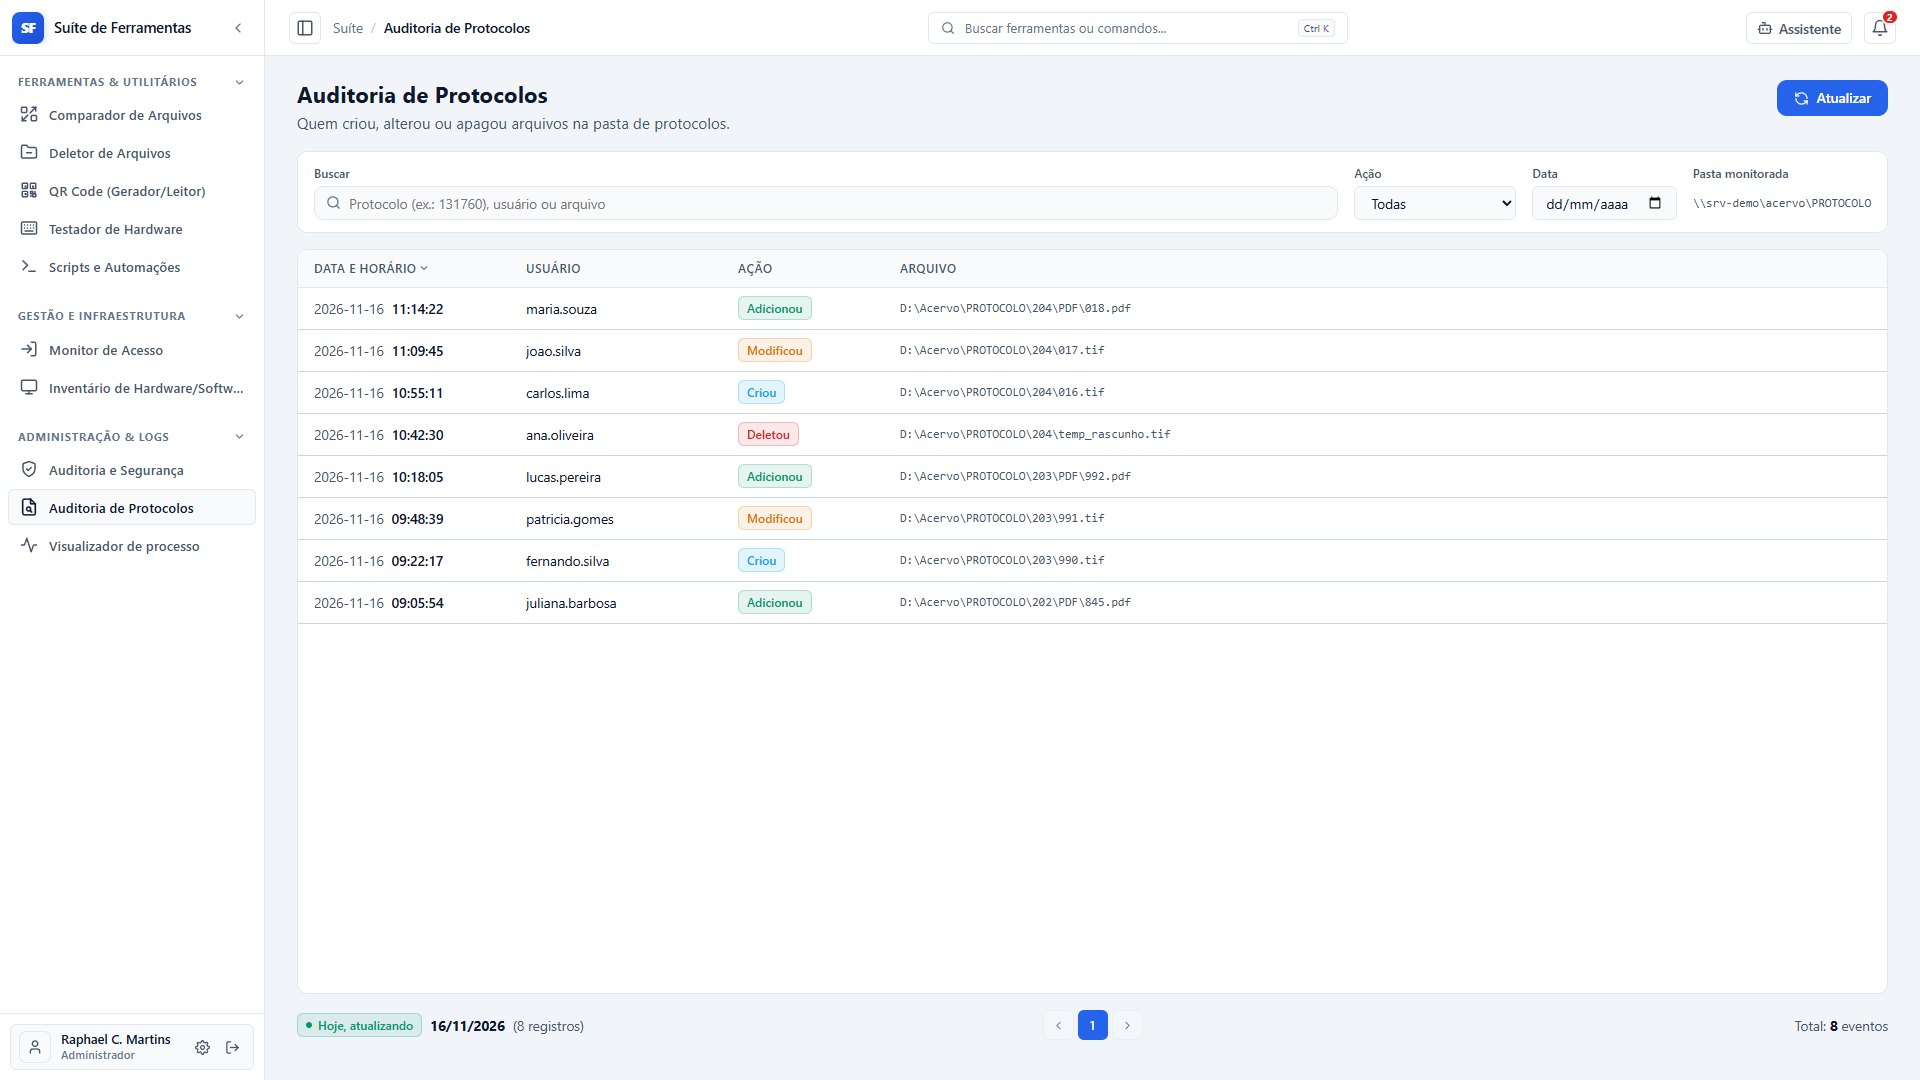 SF Suíte de Ferramentas
FERRAMENTAS & UTILITÁRIOS
Comparador de Arquivos
Deletor de Arquivos
QR Code (Gerador/Leitor)
Testador de Hardware
Scripts e Automações
GESTÃO E INFRAESTRUTURA
Monitor de Acesso
Inventário de Hardware/Softw...
ADMINISTRAÇÃO & LOGS
Auditoria e Segurança
Auditoria de Protocolos
Visualizador de processo
Raphael C. Martins
Administrador
Suíte / Auditoria de Protocolos
Buscar ferramentas ou comandos... Ctrl K
Assistente
2
Auditoria de Protocolos
Quem criou, alterou ou apagou arquivos na pasta de protocolos.
Atualizar
Buscar
Protocolo (ex.: 131760), usuário ou arquivo
Ação
Todas
Data
dd/mm/aaaa
Pasta monitorada
\\srv-demo\acervo\PROTOCOLO
DATA E HORÁRIO USUÁRIO AÇÃO ARQUIVO
2026-11-16 11:14:22 maria.souza Adicionou D:\Acervo\PROTOCOLO\204\PDF\018.pdf
2026-11-16 11:09:45 joao.silva Modificou D:\Acervo\PROTOCOLO\204\017.tif
2026-11-16 10:55:11 carlos.lima Criou D:\Acervo\PROTOCOLO\204\016.tif
2026-11-16 10:42:30 ana.oliveira Deletou D:\Acervo\PROTOCOLO\204\temp_rascunho.tif
2026-11-16 10:18:05 lucas.pereira Adicionou D:\Acervo\PROTOCOLO\203\PDF\992.pdf
2026-11-16 09:48:39 patricia.gomes Modificou D:\Acervo\PROTOCOLO\203\991.tif
2026-11-16 09:22:17 fernando.silva Criou D:\Acervo\PROTOCOLO\203\990.tif
2026-11-16 09:05:54 juliana.barbosa Adicionou D:\Acervo\PROTOCOLO\202\PDF\845.pdf
Hoje, atualizando 16/11/2026 (8 registros)
1
Total: 8 eventos